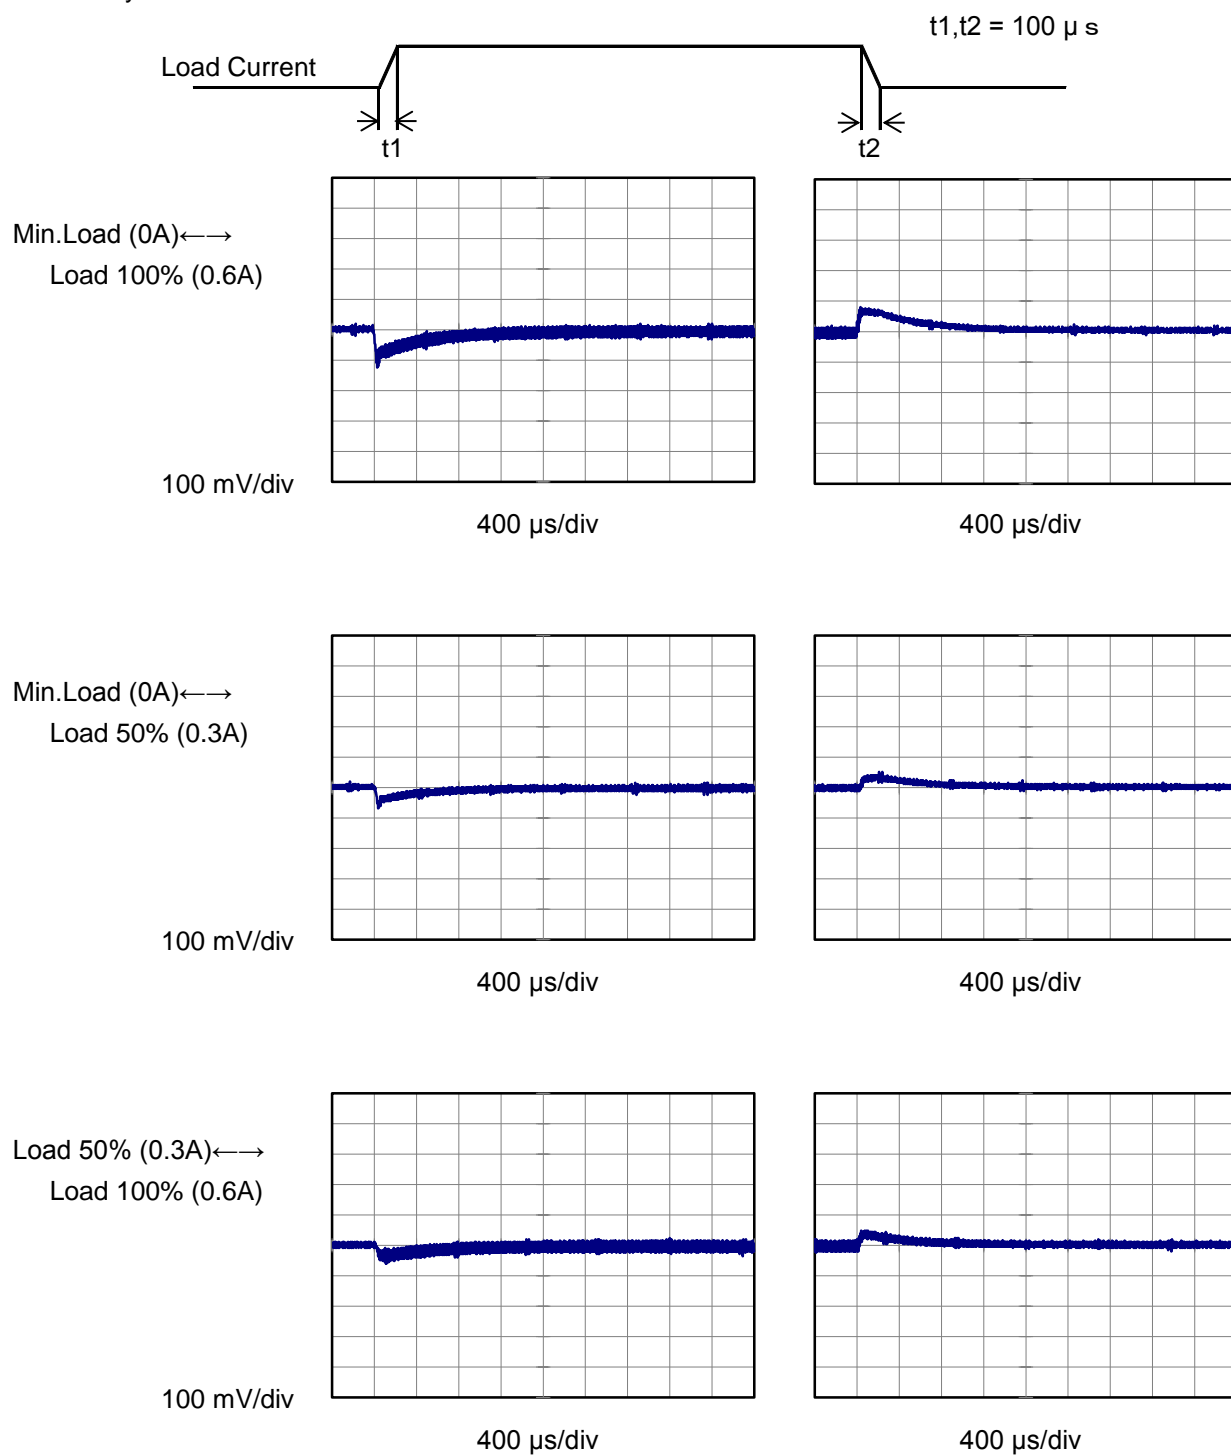 t1,t2 = 100 μ s
Load Current
t1 t2
Min.Load (0A)←→
Load 100% (0.6A)
100 mV/div
400 μs/div 400 μs/div
Min.Load (0A)←→
Load 50% (0.3A)
100 mV/div
400 μs/div 400 μs/div
Load 50% (0.3A)←→
Load 100% (0.6A)
100 mV/div
400 μs/div 400 μs/div